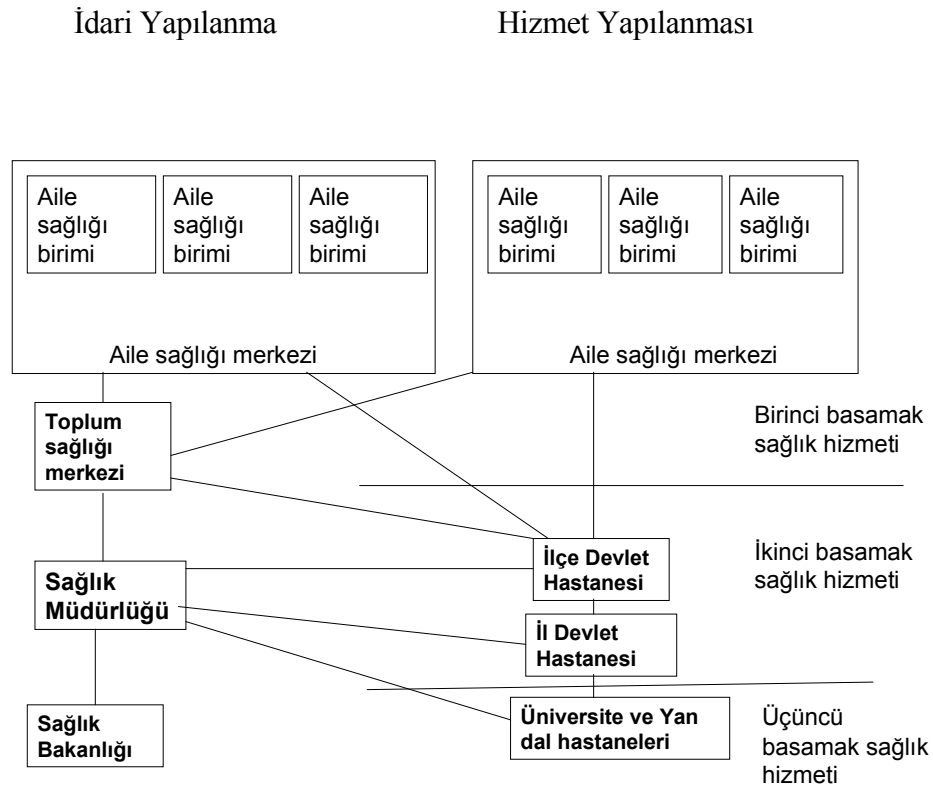 İdari Yapılanma
Hizmet Yapılanması
Aile
sağlığı
birimi
Aile
sağlığı
birimi
Aile
sağlığı
birimi
Aile sağlığı merkezi
Aile
sağlığı
birimi
Aile
sağlığı
birimi
Aile
sağlığı
birimi
Aile sağlığı merkezi
Toplum
sağlığı
merkezi
Birinci basamak
sağlık hizmeti
Sağlık
Müdürlüğü
İlçe Devlet
Hastanesi
İkinci basamak
sağlık hizmeti
İl Devlet
Hastanesi
Sağlık
Bakanlığı
Üniversite ve Yan
dal hastaneleri
Üçüncü
basamak sağlık
hizmeti